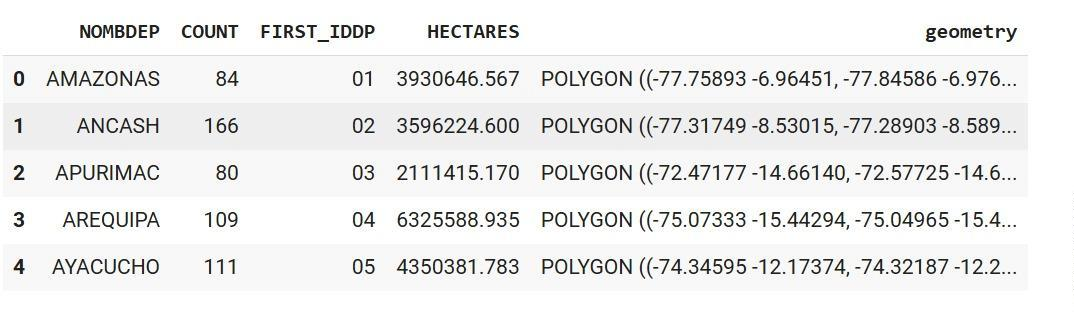 NOMBDEP COUNT FIRST_IDDP HECTARES geometry
0 AMAZONAS 84 01 3930646.567 POLYGON ((-77.75893 -6.96451, -77.84586 -6.976...
1 ANCASH 166 02 3596224.600 POLYGON ((-77.31749 -8.53015, -77.28903 -8.589...
2 APURIMAC 80 03 2111415.170 POLYGON ((-72.47177 -14.66140, -72.57725 -14.6...
3 AREQUIPA 109 04 6325588.935 POLYGON ((-75.07333 -15.44294, -75.04965 -15.4...
4 AYACUCHO 111 05 4350381.783 POLYGON ((-74.34595 -12.17374, -74.32187 -12.2...